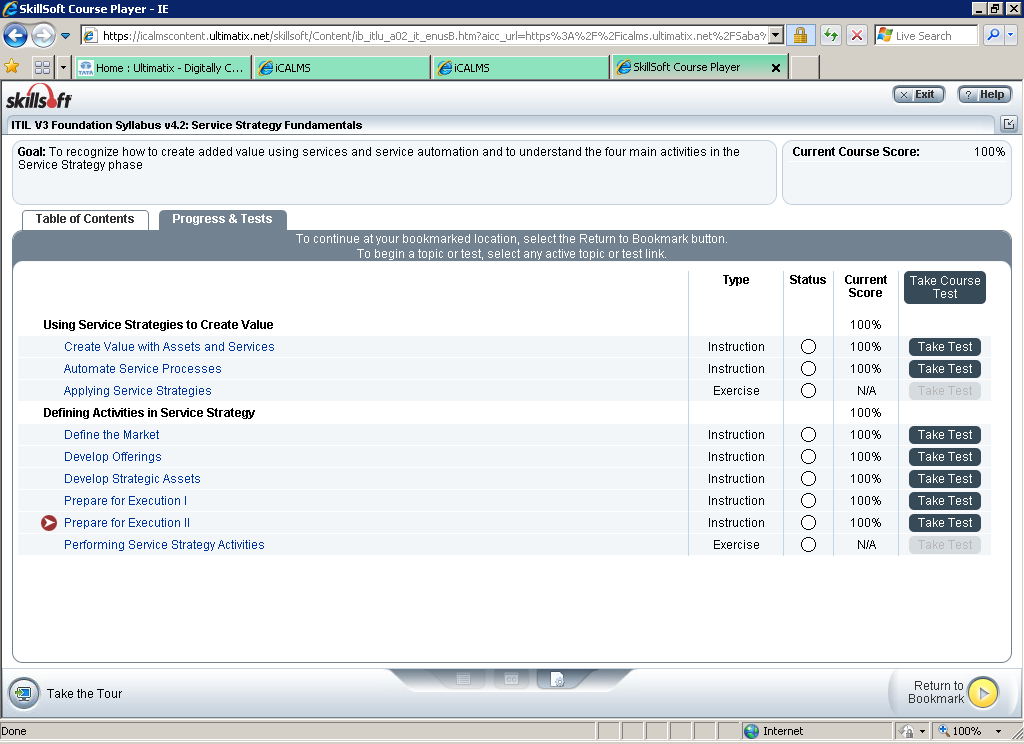 SkillSoft Course Player - IE
https://icalmscontent.ultimatix.net/skillsoft/Content/ib_itlu_a02_it_enusB.htm?aicc_url=https%3A%2F%2Ficalms.ultimatix.net%2FSaba%
Live Search
TATA Home : Ultimatix - Digitally C...
iCALMS
iCALMS
SkillSoft Course Player
skillsoft
Exit
? Help
ITIL V3 Foundation Syllabus v4.2: Service Strategy Fundamentals
Goal: To recognize how to create added value using services and service automation and to understand the four main activities in the
Service Strategy phase
Current Course Score: 100%
Table of Contents
Progress & Tests
To continue at your bookmarked location, select the Return to Bookmark button.
To begin a topic or test, select any active topic or test link.
Type Status Current Score Take Course Test
Using Service Strategies to Create Value 100%
Create Value with Assets and Services Instruction 100% Take Test
Automate Service Processes Instruction 100% Take Test
Applying Service Strategies Exercise N/A Take Test
Defining Activities in Service Strategy 100%
Define the Market Instruction 100% Take Test
Develop Offerings Instruction 100% Take Test
Develop Strategic Assets Instruction 100% Take Test
Prepare for Execution I Instruction 100% Take Test
Prepare for Execution II Instruction 100% Take Test
Performing Service Strategy Activities Exercise N/A Take Test
Take the Tour
CC
Return to
Bookmark
Done
Internet
100%